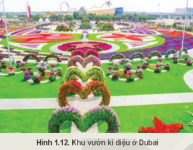 Hình 1.12. Khu vườn kì diệu ở Dubai